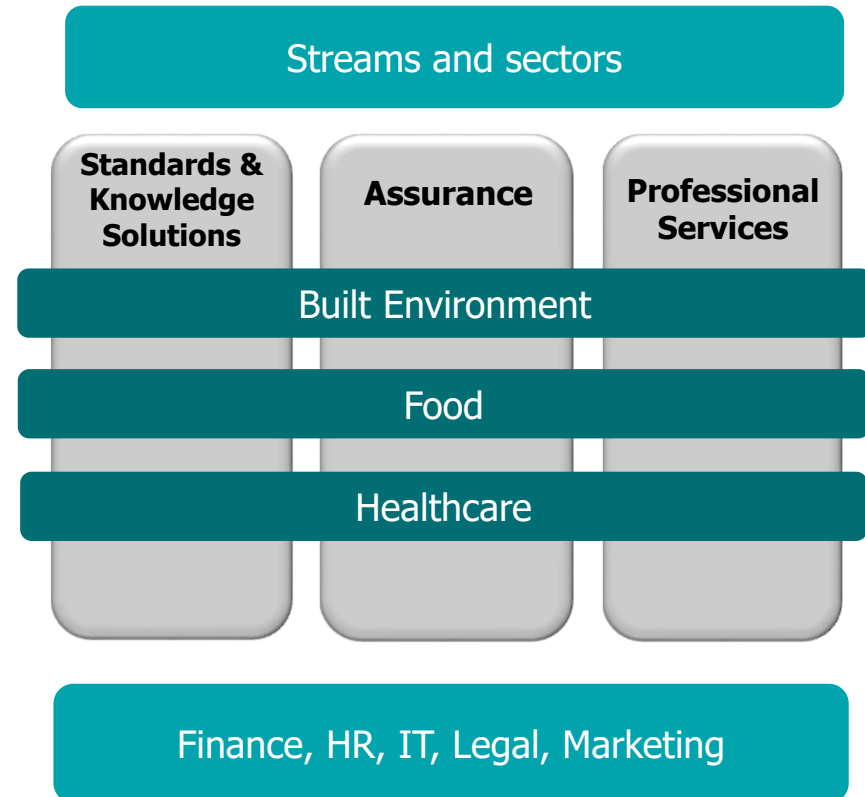 Streams and sectors
Standards &
Knowledge
Solutions
Assurance
Professional
Services
Built Environment
Food
Healthcare
Finance, HR, IT, Legal, Marketing